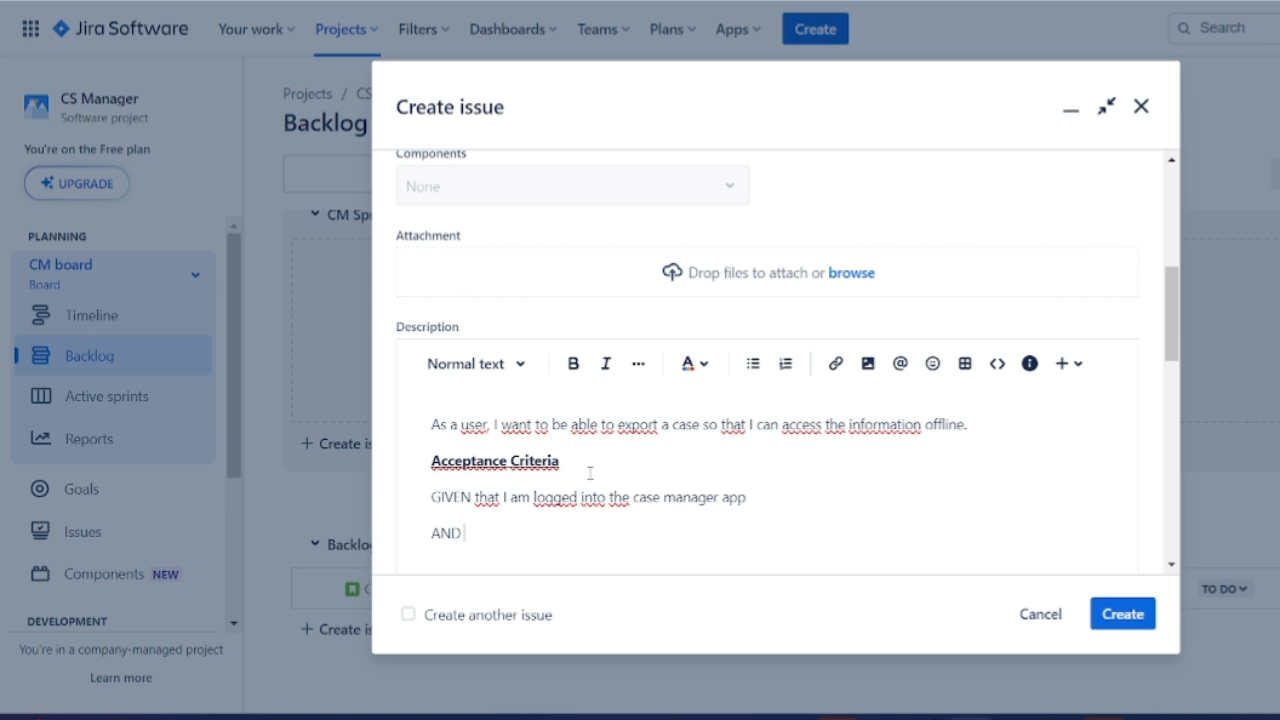 Jira Software Your work Projects Filters Dashboards Teams Plans Apps Create Search
CS Manager
Software project
You're on the Free plan
UPGRADE
PLANNING
CM board
Board
Timeline
Backlog
Active sprints
Reports
Goals
Issues
Components NEW
DEVELOPMENT
You're in a company-managed project
Learn more
Projects / CS
Backlog
CM Spr
+ Create is
Backlog
TO DO
+ Create is
Create issue
Components
None
Attachment
Drop files to attach or browse
Description
Normal text B I ... A @ <> i +
As a user, I want to be able to export a case so that I can access the information offline.
Acceptance Criteria
GIVEN that I am logged into the case manager app
AND
Create another issue
Cancel Create